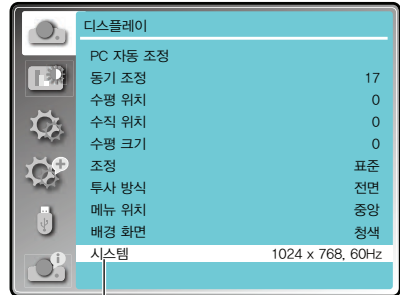 디스플레이
PC 자동 조정
동기 조정 17
수평 위치 0
수직 위치 0
수평 크기 0
조정 표준
투사 방식 전면
메뉴 위치 중앙
배경 화면 청색
시스템 1024 x 768, 60Hz